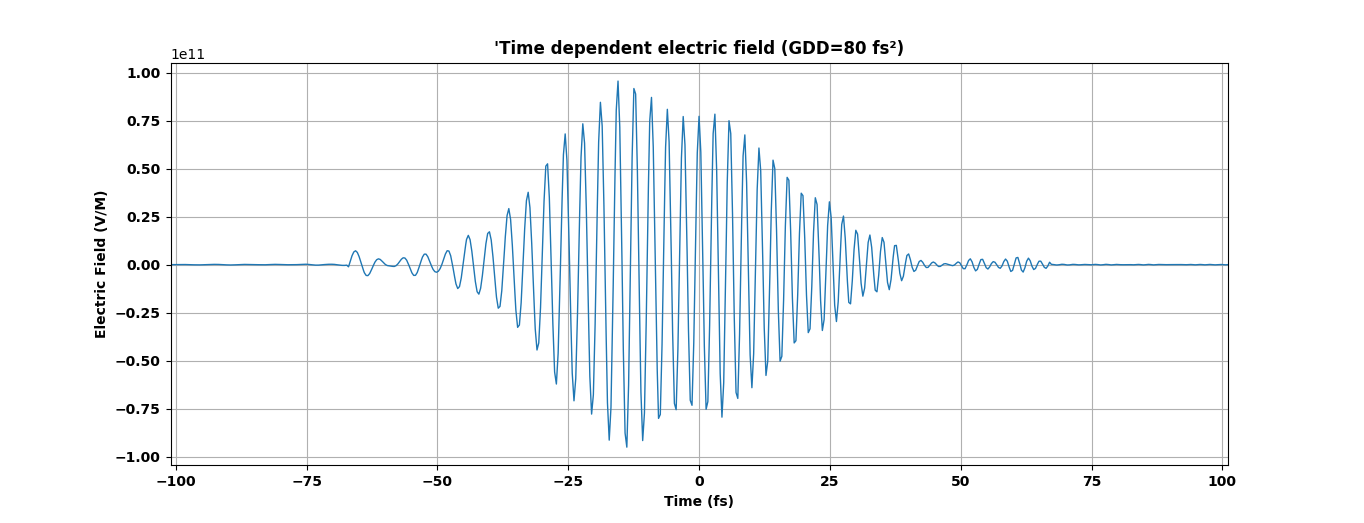 'Time dependent electric field (GDD=80 fs²)
1e11
1.00
0.75
0.50
0.25
0.00
−0.25
−0.50
−0.75
−1.00
Electric Field (V/M)
−100 −75 −50 −25 0 25 50 75 100
Time (fs)